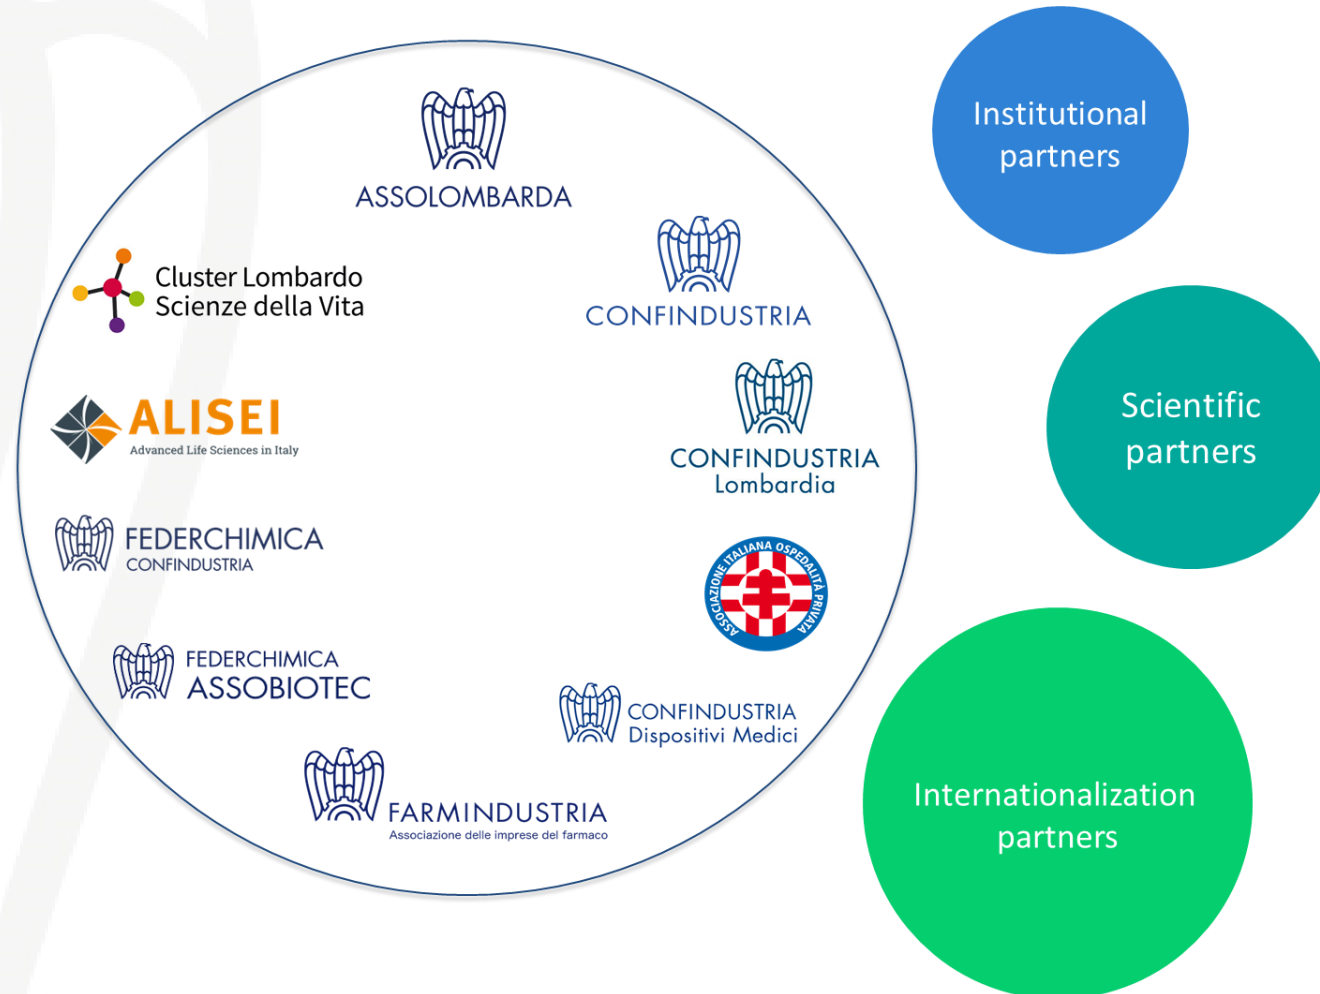 ASSOLOMBARDA
Cluster Lombardo
Scienze della Vita
CONFINDUSTRIA
ALISEI
Advanced Life Sciences in Italy
CONFINDUSTRIA
Lombardia
FEDERCHIMICA
CONFINDUSTRIA
ASSOCIAZIONE ITALIANA OSPEDALITÀ PRIVATA
FEDERCHIMICA
ASSOBIOTEC
CONFINDUSTRIA
Dispositivi Medici
FARMINDUSTRIA
Associazione delle imprese del farmaco
Institutional
partners
Scientific
partners
Internationalization
partners